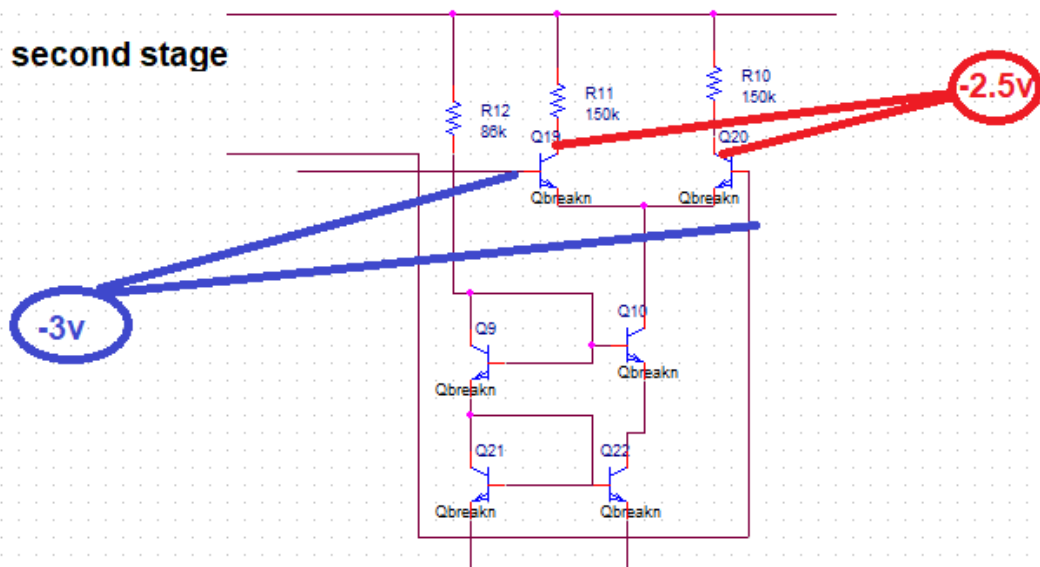 second stage
R12
86k
R11
150k
R10
150k
-2.5v
Q19
Q20
Qbreakn
Qbreakn
-3v
Q9
Q10
Qbreakn
Qbreakn
Q21
Q22
Qbreakn
Qbreakn